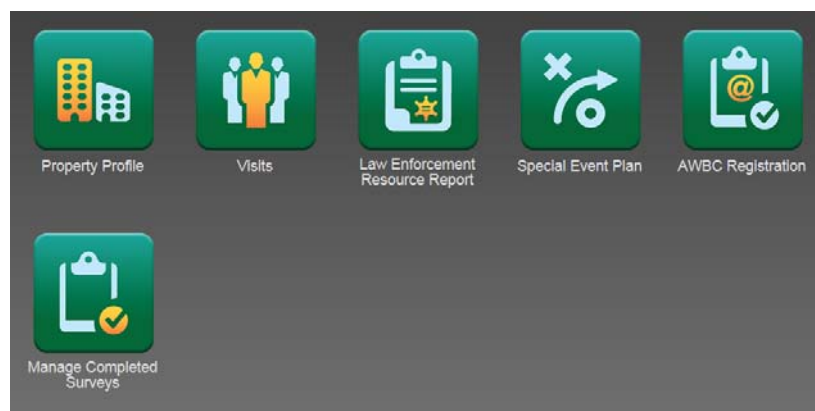 @
Property Profile
Visits
Law Enforcement
Resource Report
Special Event Plan
AWBC Registration
Manage Completed
Surveys